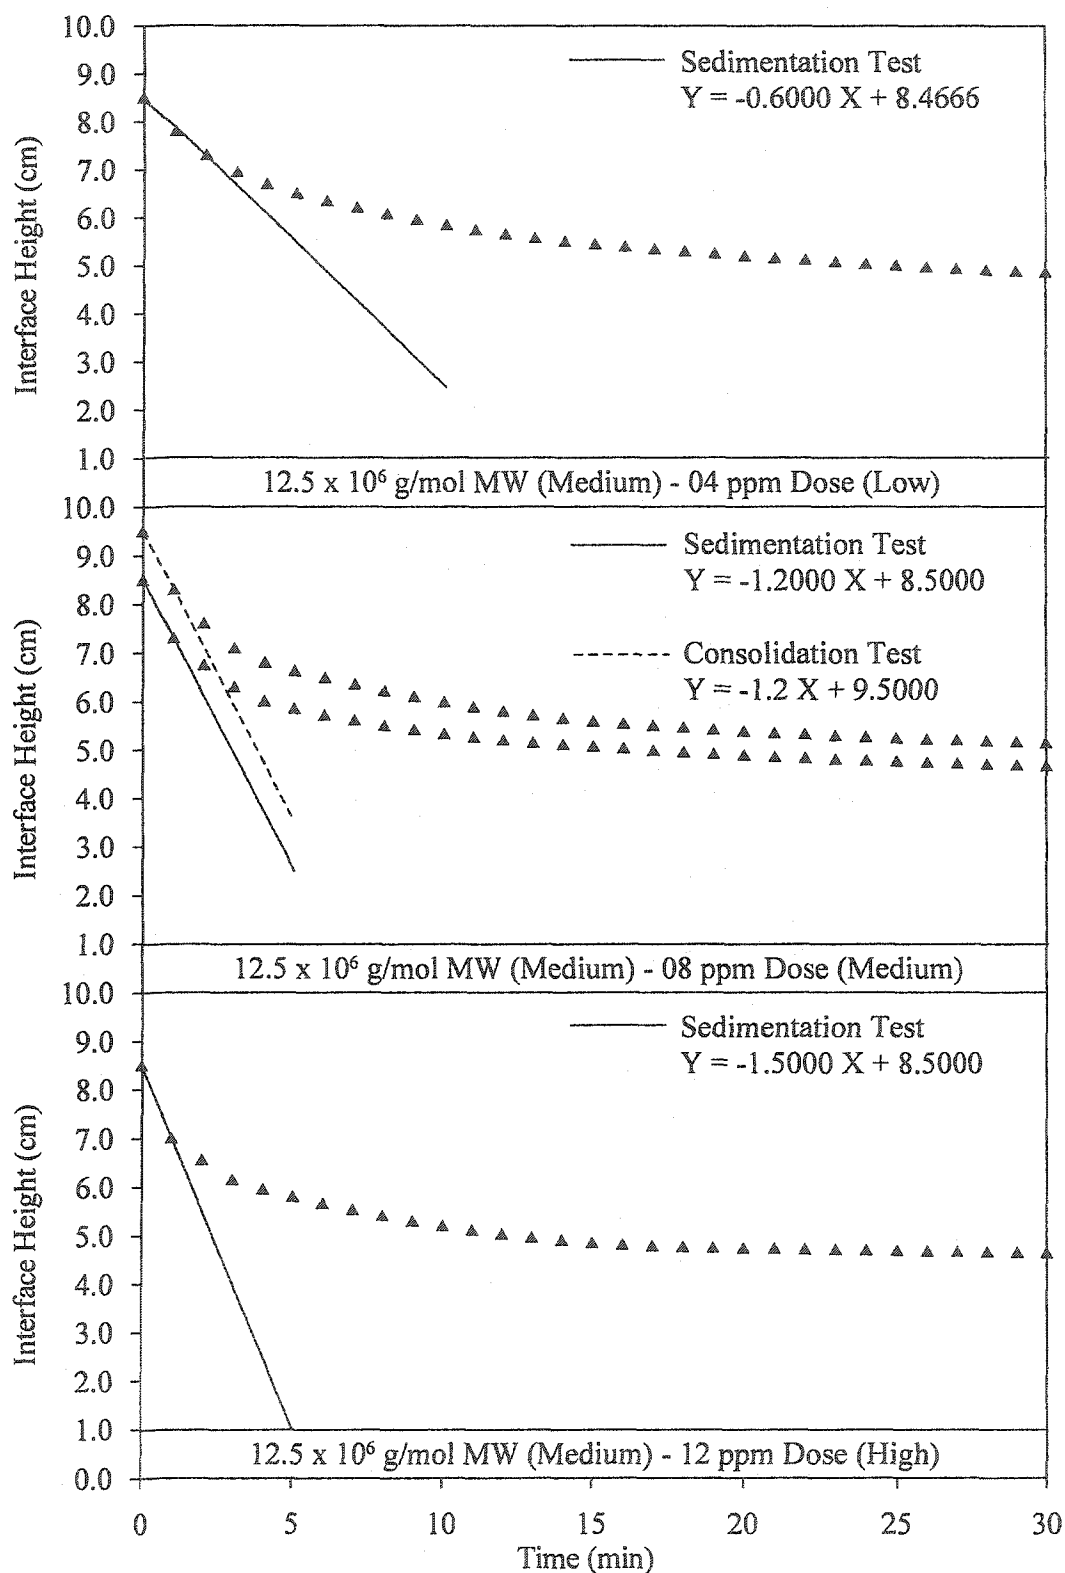 10.0
9.0
8.0
7.0
6.0
5.0
4.0
3.0
2.0
1.0
Interface Height (cm)
Sedimentation Test
Y = -0.6000 X + 8.4666
12.5 x 10⁶ g/mol MW (Medium) - 04 ppm Dose (Low)
10.0
9.0
8.0
7.0
6.0
5.0
4.0
3.0
2.0
1.0
Interface Height (cm)
Sedimentation Test
Y = -1.2000 X + 8.5000
Consolidation Test
Y = -1.2 X + 9.5000
12.5 x 10⁶ g/mol MW (Medium) - 08 ppm Dose (Medium)
10.0
9.0
8.0
7.0
6.0
5.0
4.0
3.0
2.0
1.0
0.0
Interface Height (cm)
Sedimentation Test
Y = -1.5000 X + 8.5000
12.5 x 10⁶ g/mol MW (Medium) - 12 ppm Dose (High)
0 5 10 15 20 25 30
Time (min)